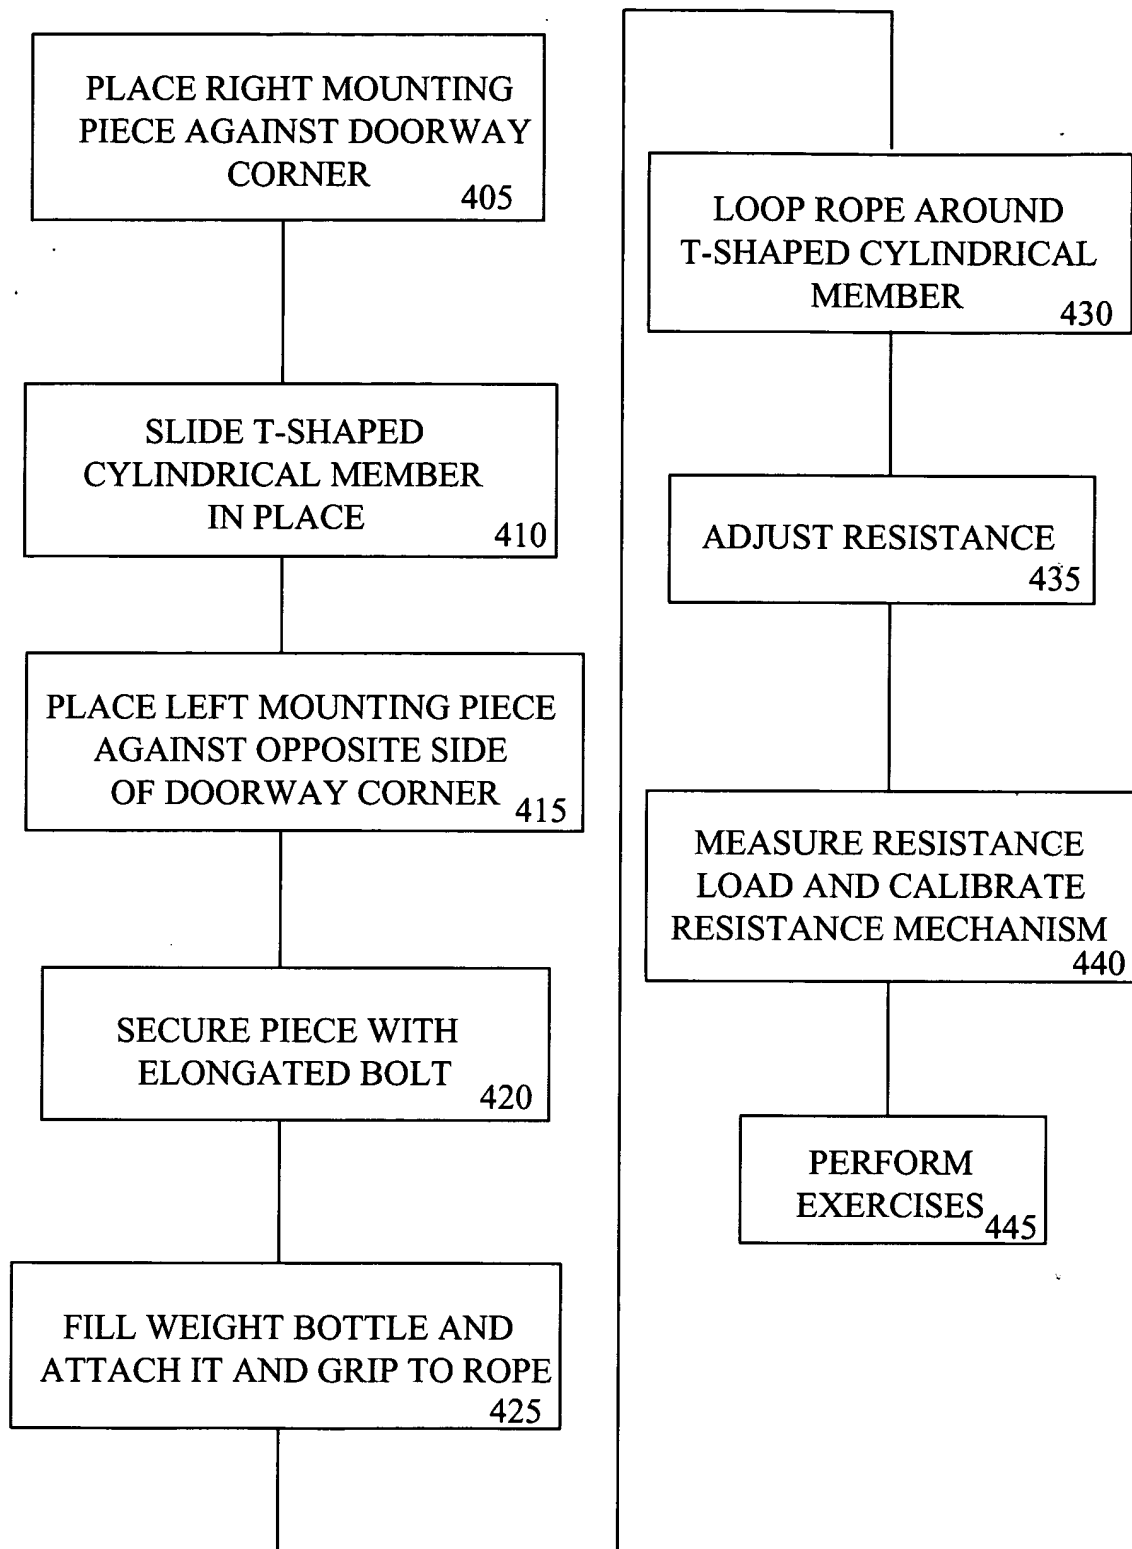 PLACE RIGHT MOUNTING
PIECE AGAINST DOORWAY
CORNER
405
SLIDE T-SHAPED
CYLINDRICAL MEMBER
IN PLACE
410
PLACE LEFT MOUNTING PIECE
AGAINST OPPOSITE SIDE
OF DOORWAY CORNER
415
SECURE PIECE WITH
ELONGATED BOLT
420
FILL WEIGHT BOTTLE AND
ATTACH IT AND GRIP TO ROPE
425
LOOP ROPE AROUND
T-SHAPED CYLINDRICAL
MEMBER
430
ADJUST RESISTANCE
435
MEASURE RESISTANCE
LOAD AND CALIBRATE
RESISTANCE MECHANISM
440
PERFORM
EXERCISES
445